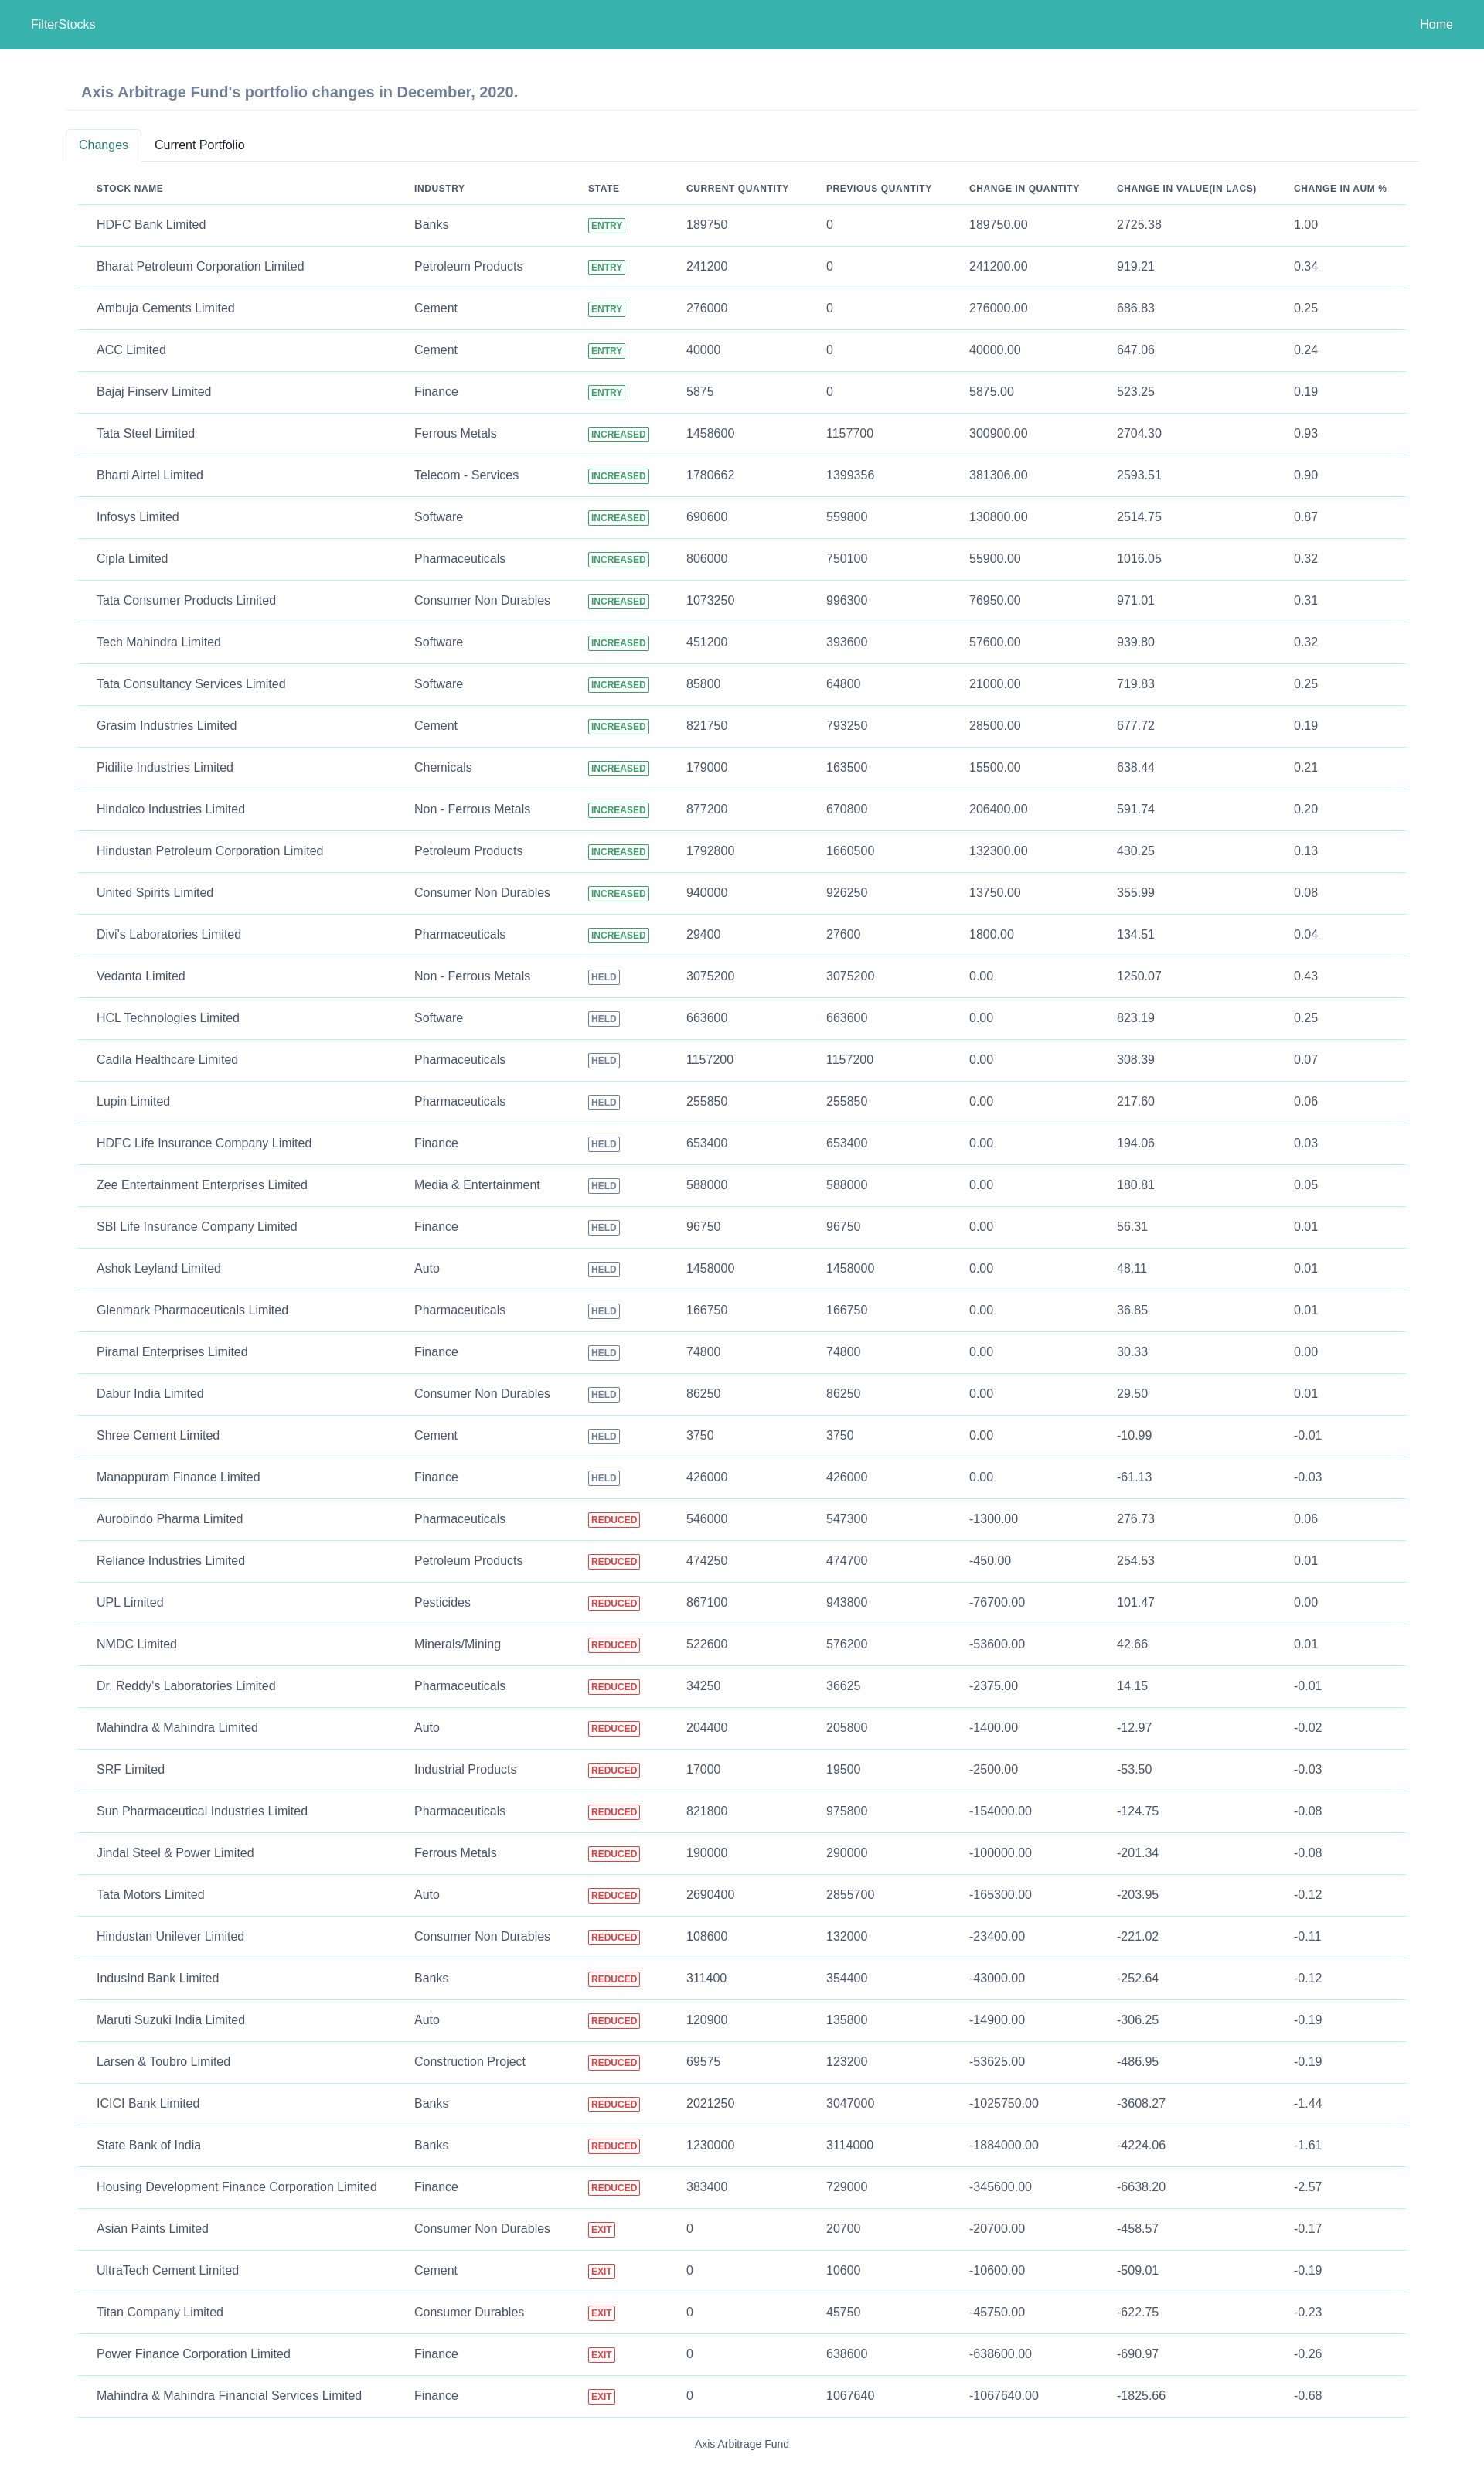 FilterStocks Home
Axis Arbitrage Fund's portfolio changes in December, 2020.
Changes Current Portfolio
STOCK NAME INDUSTRY STATE CURRENT QUANTITY PREVIOUS QUANTITY CHANGE IN QUANTITY CHANGE IN VALUE(IN LACS) CHANGE IN AUM %
HDFC Bank Limited Banks ENTRY 189750 0 189750.00 2725.38 1.00
Bharat Petroleum Corporation Limited Petroleum Products ENTRY 241200 0 241200.00 919.21 0.34
Ambuja Cements Limited Cement ENTRY 276000 0 276000.00 686.83 0.25
ACC Limited Cement ENTRY 40000 0 40000.00 647.06 0.24
Bajaj Finserv Limited Finance ENTRY 5875 0 5875.00 523.25 0.19
Tata Steel Limited Ferrous Metals INCREASED 1458600 1157700 300900.00 2704.30 0.93
Bharti Airtel Limited Telecom - Services INCREASED 1780662 1399356 381306.00 2593.51 0.90
Infosys Limited Software INCREASED 690600 559800 130800.00 2514.75 0.87
Cipla Limited Pharmaceuticals INCREASED 806000 750100 55900.00 1016.05 0.32
Tata Consumer Products Limited Consumer Non Durables INCREASED 1073250 996300 76950.00 971.01 0.31
Tech Mahindra Limited Software INCREASED 451200 393600 57600.00 939.80 0.32
Tata Consultancy Services Limited Software INCREASED 85800 64800 21000.00 719.83 0.25
Grasim Industries Limited Cement INCREASED 821750 793250 28500.00 677.72 0.19
Pidilite Industries Limited Chemicals INCREASED 179000 163500 15500.00 638.44 0.21
Hindalco Industries Limited Non - Ferrous Metals INCREASED 877200 670800 206400.00 591.74 0.20
Hindustan Petroleum Corporation Limited Petroleum Products INCREASED 1792800 1660500 132300.00 430.25 0.13
United Spirits Limited Consumer Non Durables INCREASED 940000 926250 13750.00 355.99 0.08
Divi's Laboratories Limited Pharmaceuticals INCREASED 29400 27600 1800.00 134.51 0.04
Vedanta Limited Non - Ferrous Metals HELD 3075200 3075200 0.00 1250.07 0.43
HCL Technologies Limited Software HELD 663600 663600 0.00 823.19 0.25
Cadila Healthcare Limited Pharmaceuticals HELD 1157200 1157200 0.00 308.39 0.07
Lupin Limited Pharmaceuticals HELD 255850 255850 0.00 217.60 0.06
HDFC Life Insurance Company Limited Finance HELD 653400 653400 0.00 194.06 0.03
Zee Entertainment Enterprises Limited Media & Entertainment HELD 588000 588000 0.00 180.81 0.05
SBI Life Insurance Company Limited Finance HELD 96750 96750 0.00 56.31 0.01
Ashok Leyland Limited Auto HELD 1458000 1458000 0.00 48.11 0.01
Glenmark Pharmaceuticals Limited Pharmaceuticals HELD 166750 166750 0.00 36.85 0.01
Piramal Enterprises Limited Finance HELD 74800 74800 0.00 30.33 0.00
Dabur India Limited Consumer Non Durables HELD 86250 86250 0.00 29.50 0.01
Shree Cement Limited Cement HELD 3750 3750 0.00 -10.99 -0.01
Manappuram Finance Limited Finance HELD 426000 426000 0.00 -61.13 -0.03
Aurobindo Pharma Limited Pharmaceuticals REDUCED 546000 547300 -1300.00 276.73 0.06
Reliance Industries Limited Petroleum Products REDUCED 474250 474700 -450.00 254.53 0.01
UPL Limited Pesticides REDUCED 867100 943800 -76700.00 101.47 0.00
NMDC Limited Minerals/Mining REDUCED 522600 576200 -53600.00 42.66 0.01
Dr. Reddy's Laboratories Limited Pharmaceuticals REDUCED 34250 36625 -2375.00 14.15 -0.01
Mahindra & Mahindra Limited Auto REDUCED 204400 205800 -1400.00 -12.97 -0.02
SRF Limited Industrial Products REDUCED 17000 19500 -2500.00 -53.50 -0.03
Sun Pharmaceutical Industries Limited Pharmaceuticals REDUCED 821800 975800 -154000.00 -124.75 -0.08
Jindal Steel & Power Limited Ferrous Metals REDUCED 190000 290000 -100000.00 -201.34 -0.08
Tata Motors Limited Auto REDUCED 2690400 2855700 -165300.00 -203.95 -0.12
Hindustan Unilever Limited Consumer Non Durables REDUCED 108600 132000 -23400.00 -221.02 -0.11
IndusInd Bank Limited Banks REDUCED 311400 354400 -43000.00 -252.64 -0.12
Maruti Suzuki India Limited Auto REDUCED 120900 135800 -14900.00 -306.25 -0.19
Larsen & Toubro Limited Construction Project REDUCED 69575 123200 -53625.00 -486.95 -0.19
ICICI Bank Limited Banks REDUCED 2021250 3047000 -1025750.00 -3608.27 -1.44
State Bank of India Banks REDUCED 1230000 3114000 -1884000.00 -4224.06 -1.61
Housing Development Finance Corporation Limited Finance REDUCED 383400 729000 -345600.00 -6638.20 -2.57
Asian Paints Limited Consumer Non Durables EXIT 0 20700 -20700.00 -458.57 -0.17
UltraTech Cement Limited Cement EXIT 0 10600 -10600.00 -509.01 -0.19
Titan Company Limited Consumer Durables EXIT 0 45750 -45750.00 -622.75 -0.23
Power Finance Corporation Limited Finance EXIT 0 638600 -638600.00 -690.97 -0.26
Mahindra & Mahindra Financial Services Limited Finance EXIT 0 1067640 -1067640.00 -1825.66 -0.68
Axis Arbitrage Fund